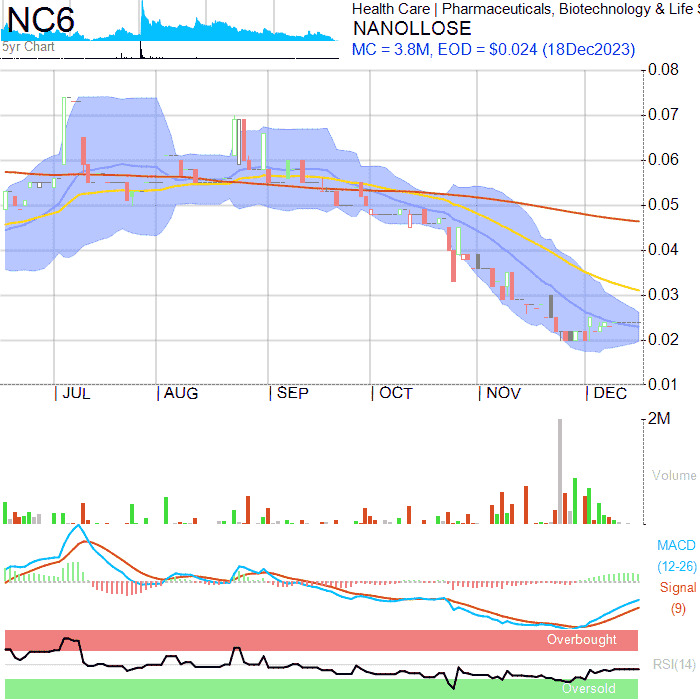 NC6
5yr Chart
Health Care | Pharmaceuticals, Biotechnology & Life S
NANOLLOSE
MC = 3.8M, EOD = $0.024 (18Dec2023)
0.08
0.07
0.06
0.05
0.04
0.03
0.02
0.01
JUL
AUG
SEP
OCT
NOV
DEC
2M
Volume
MACD
(12-26)
Signal
(9)
Overbought
RSI(14)
Oversold